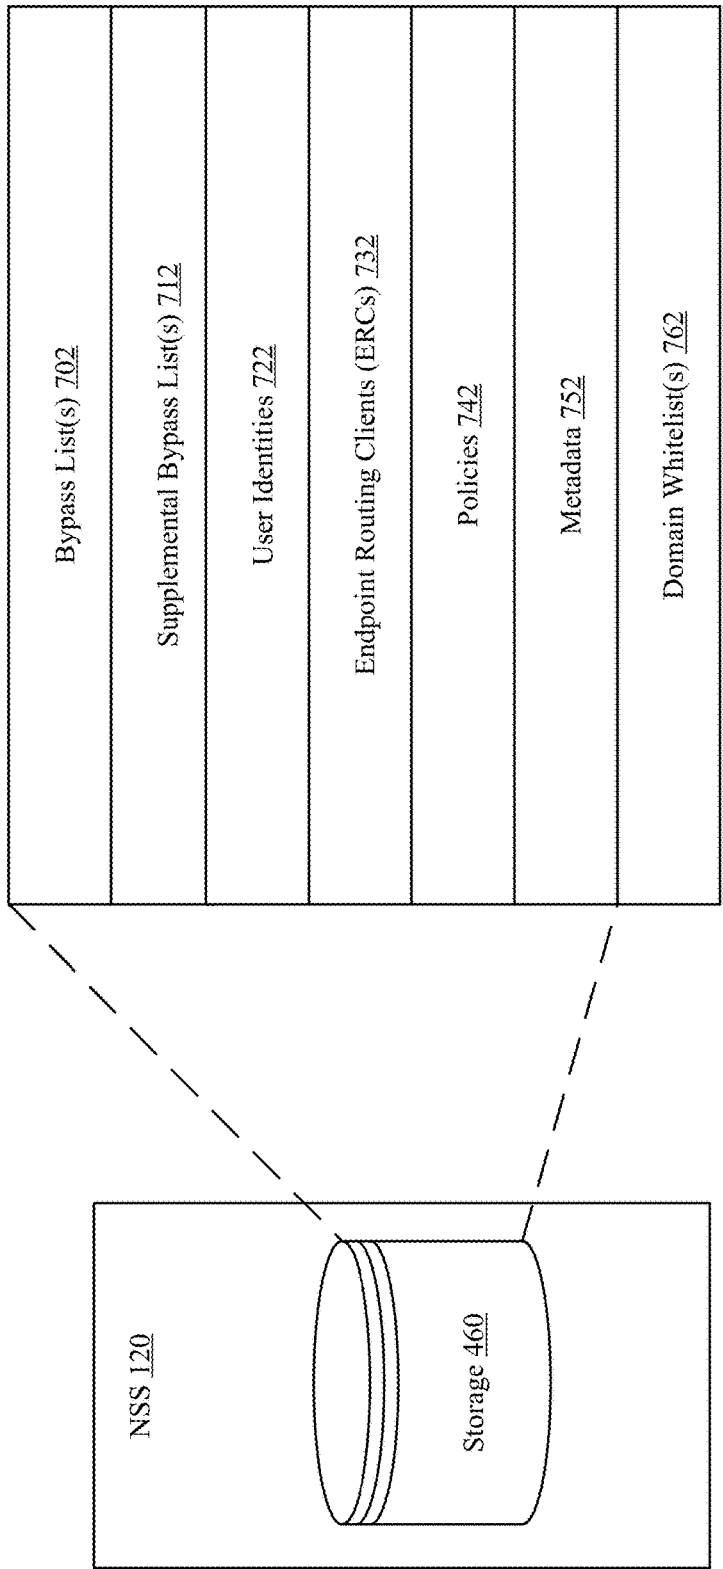 NSS 120
Storage 460
Bypass List(s) 702
Supplemental Bypass List(s) 712
User Identities 722
Endpoint Routing Clients (ERCs) 732
Policies 742
Metadata 752
Domain Whitelist(s) 762